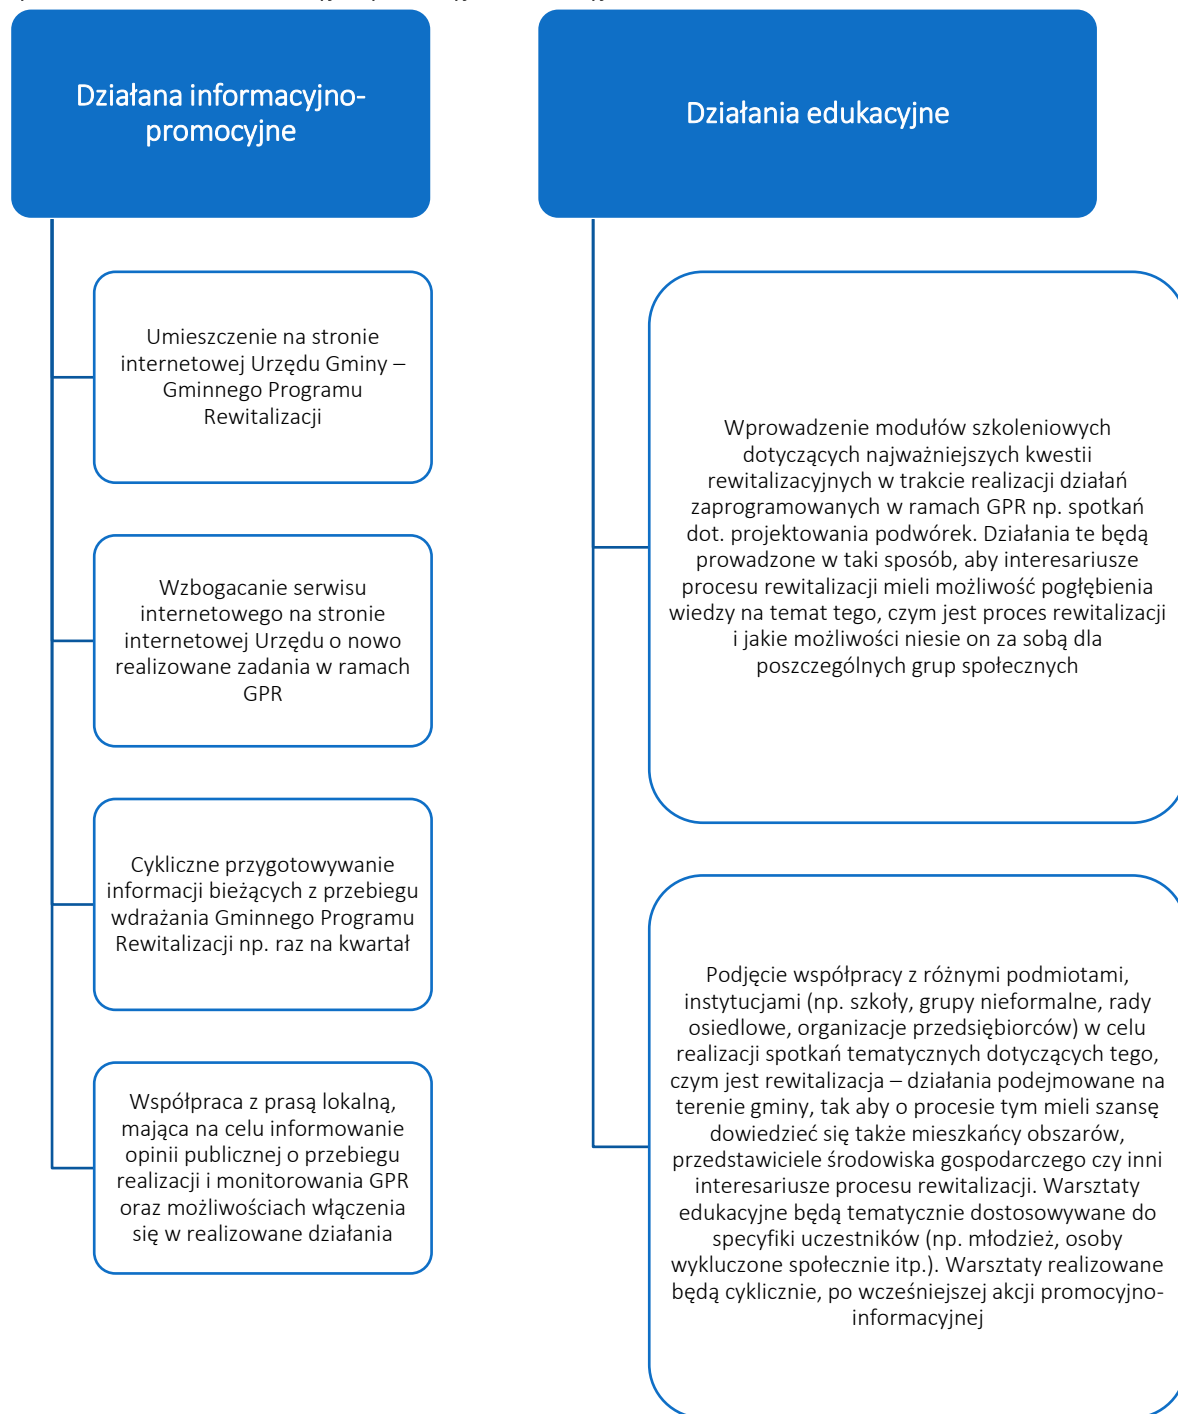 Działana informacyjno-
promocyjne
Umieszczenie na stronie
internetowej Urzędu Gminy –
Gminnego Programu
Rewitalizacji
Wzbogacanie serwisu
internetowego na stronie
internetowej Urzędu o nowo
realizowane zadania w ramach
GPR
Cykliczne przygotowywanie
informacji bieżących z przebiegu
wdrażania Gminnego Programu
Rewitalizacji np. raz na kwartał
Współpraca z prasą lokalną,
mająca na celu informowanie
opinii publicznej o przebiegu
realizacji i monitorowania GPR
oraz możliwościach włączenia
się w realizowane działania
Działania edukacyjne
Wprowadzenie modułów szkoleniowych
dotyczących najważniejszych kwestii
rewitalizacyjnych w trakcie realizacji działań
zaprogramowanych w ramach GPR np. spotkań
dot. projektowania podwórek. Działania te będą
prowadzone w taki sposób, aby interesariusze
procesu rewitalizacji mieli możliwość pogłębienia
wiedzy na temat tego, czym jest proces rewitalizacji
i jakie możliwości niesie on za sobą dla
poszczególnych grup społecznych
Podjęcie współpracy z różnymi podmiotami,
instytucjami (np. szkoły, grupy nieformalne, rady
osiedlowe, organizacje przedsiębiorców) w celu
realizacji spotkań tematycznych dotyczących tego,
czym jest rewitalizacja – działania podejmowane na
terenie gminy, tak aby o procesie tym mieli szansę
dowiedzieć się także mieszkańcy obszarów,
przedstawiciele środowiska gospodarczego czy inni
interesariusze procesu rewitalizacji. Warsztaty
edukacyjne będą tematycznie dostosowywane do
specyfiki uczestników (np. młodzież, osoby
wykluczone społecznie itp.). Warsztaty realizowane
będą cyklicznie, po wcześniejszej akcji promocyjno-
informacyjnej